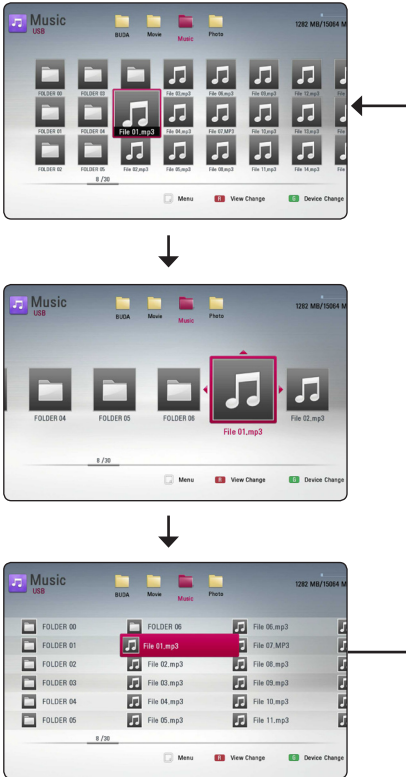 Music
USB
BUDA Movie Music Photo
1282 MB/15064 M
FOLDER 00 FOLDER 03 File 03.mp3 File 06.mp3 File 09.mp3 File 12.mp3 File
FOLDER 01 FOLDER 04 File 01.mp3 File 04.mp3 File 07.MP3 File 10.mp3 File 13.mp3 File
FOLDER 02 FOLDER 05 File 02.mp3 File 05.mp3 File 08.mp3 File 11.mp3 File 14.mp3 File
8 /30
Menu R View Change G Device Change
Music
USB
BUDA Movie Music Photo
1282 MB/15064 M
FOLDER 04 FOLDER 05 FOLDER 06 File 01.mp3 File 02.mp3
8 /30
Menu R View Change G Device Change
Music
USB
BUDA Movie Music Photo
1282 MB/15064 M
FOLDER 00 FOLDER 06 File 06.mp3
FOLDER 01 File 01.mp3 File 07.MP3
FOLDER 02 File 02.mp3 File 08.mp3
FOLDER 03 File 03.mp3 File 09.mp3
FOLDER 04 File 04.mp3 File 10.mp3
FOLDER 05 File 05.mp3 File 11.mp3
8 /30
Menu R View Change G Device Change